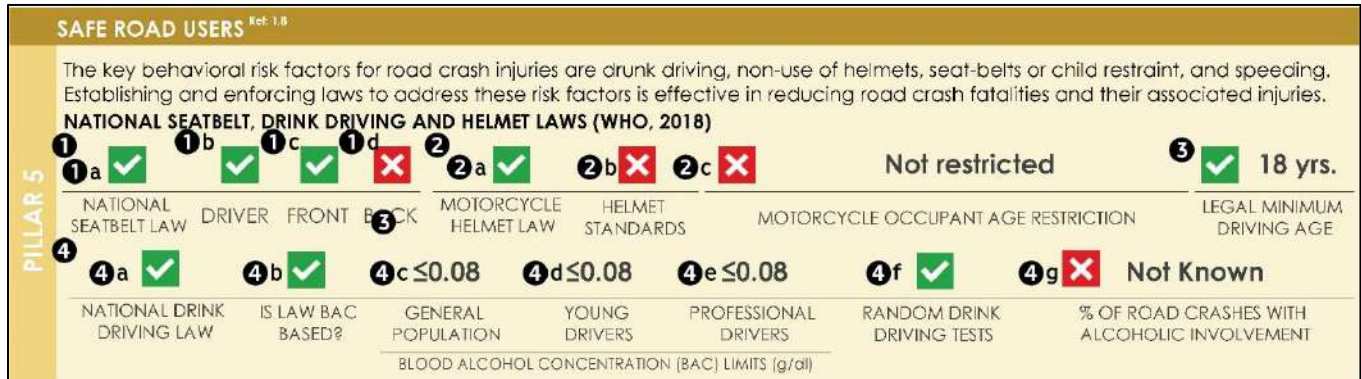 SAFE ROAD USERS Ref: 1.8
The key behavioral risk factors for road crash injuries are drunk driving, non-use of helmets, seat-belts or child restraint, and speeding.
Establishing and enforcing laws to address these risk factors is effective in reducing road crash fatalities and their associated injuries.
NATIONAL SEATBELT, DRINK DRIVING AND HELMET LAWS (WHO, 2018)
PILLAR 5
1 1a 1b 1c 1d 2 2a 2b 2c Not restricted 3 18 yrs.
NATIONAL SEATBELT LAW DRIVER FRONT 3 MOTORCYCLE HELMET LAW HELMET STANDARDS MOTORCYCLE OCCUPANT AGE RESTRICTION LEGAL MINIMUM DRIVING AGE
4 4a 4b 4c ≤0.08 4d ≤0.08 4e ≤0.08 4f 4g Not Known
NATIONAL DRINK DRIVING LAW IS LAW BAC BASED? GENERAL POPULATION YOUNG DRIVERS PROFESSIONAL DRIVERS RANDOM DRINK DRIVING TESTS % OF ROAD CRASHES WITH ALCOHOLIC INVOLVEMENT
BLOOD ALCOHOL CONCENTRATION (BAC) LIMITS (g/dl)